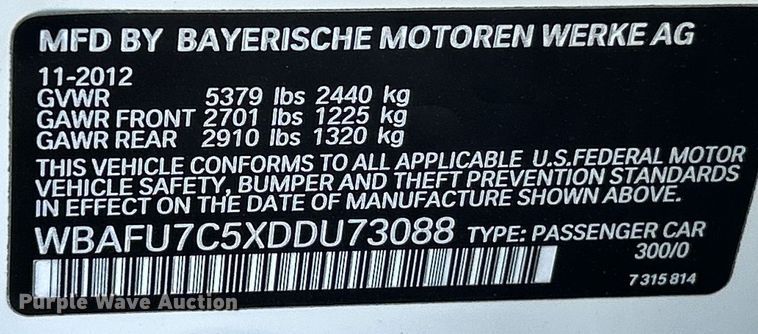 MFD BY BAYERISCHE MOTOREN WERKE AG
11-2012
GVWR 5379 lbs 2440 kg
GAWR FRONT 2701 lbs 1225 kg
GAWR REAR 2910 lbs 1320 kg
THIS VEHICLE CONFORMS TO ALL APPLICABLE U.S.FEDERAL MOTOR
VEHICLE SAFETY, BUMPER AND THEFT PREVENTION STANDARDS
IN EFFECT ON THE DATE OF MANUFACTURE SHOWN ABOVE.
WBAFU7C5XDDU73088 TYPE: PASSENGER CAR
300/0
7 315 814
Purple Wave Auction